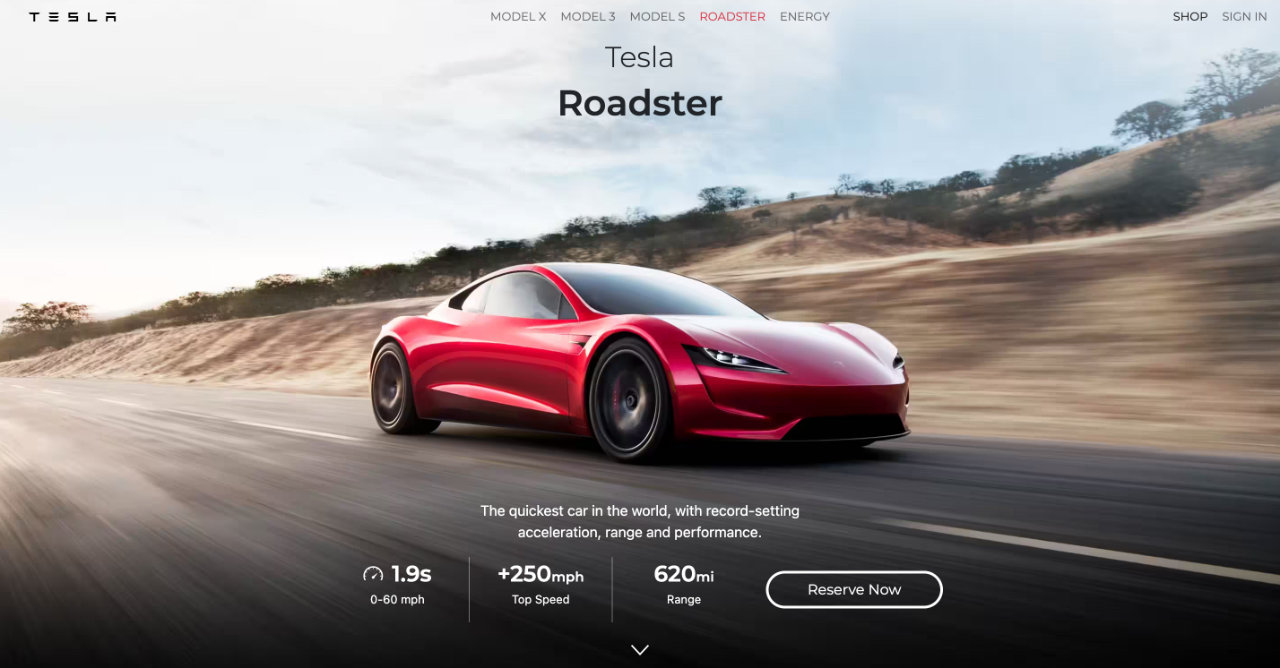 TESLA
MODEL X MODEL 3 MODEL S ROADSTER ENERGY
SHOP SIGN IN
Tesla
Roadster
The quickest car in the world, with record-setting
acceleration, range and performance.
1.9s
0-60 mph
+250mph
Top Speed
620mi
Range
Reserve Now